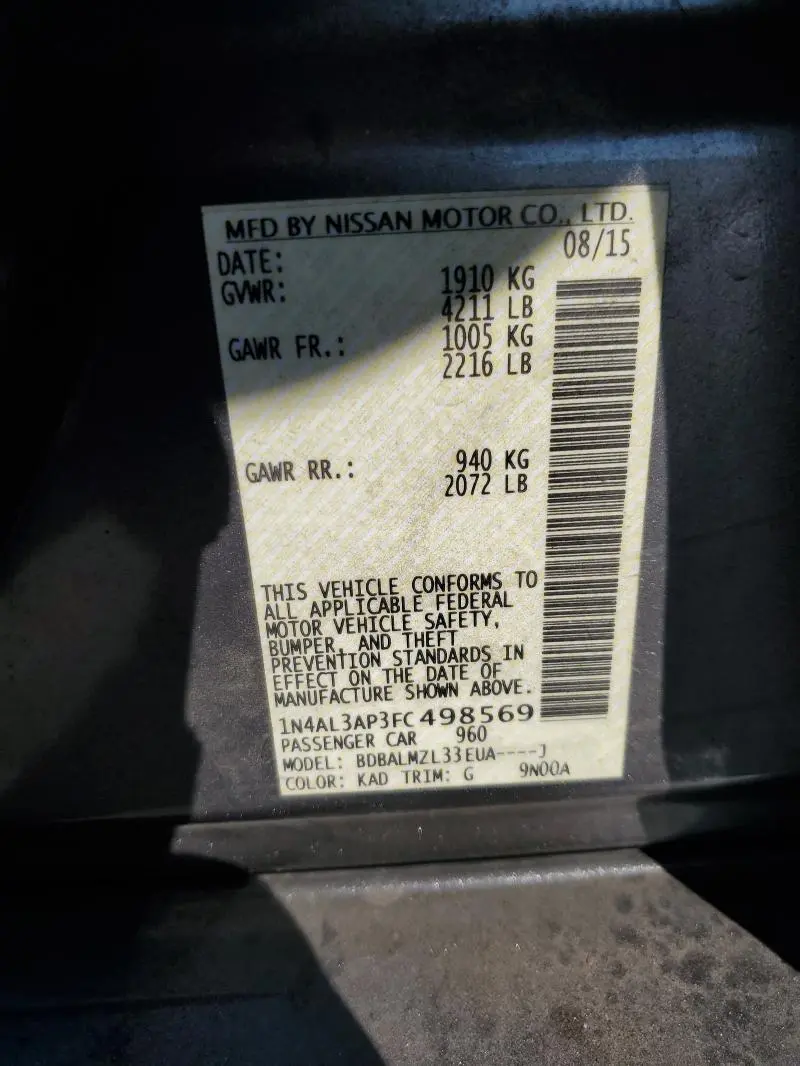 MFD BY NISSAN MOTOR CO., LTD.
DATE: 08/15
GVWR: 1910 KG
4211 LB
GAWR FR.: 1005 KG
2216 LB
GAWR RR.: 940 KG
2072 LB
THIS VEHICLE CONFORMS TO
ALL APPLICABLE FEDERAL
MOTOR VEHICLE SAFETY,
BUMPER, AND THEFT
PREVENTION STANDARDS IN
EFFECT ON THE DATE OF
MANUFACTURE SHOWN ABOVE.
1N4AL3AP3FC498569
PASSENGER CAR 960
MODEL: BDBALMZL33EUA----J
COLOR: KAD TRIM: G 9N00A